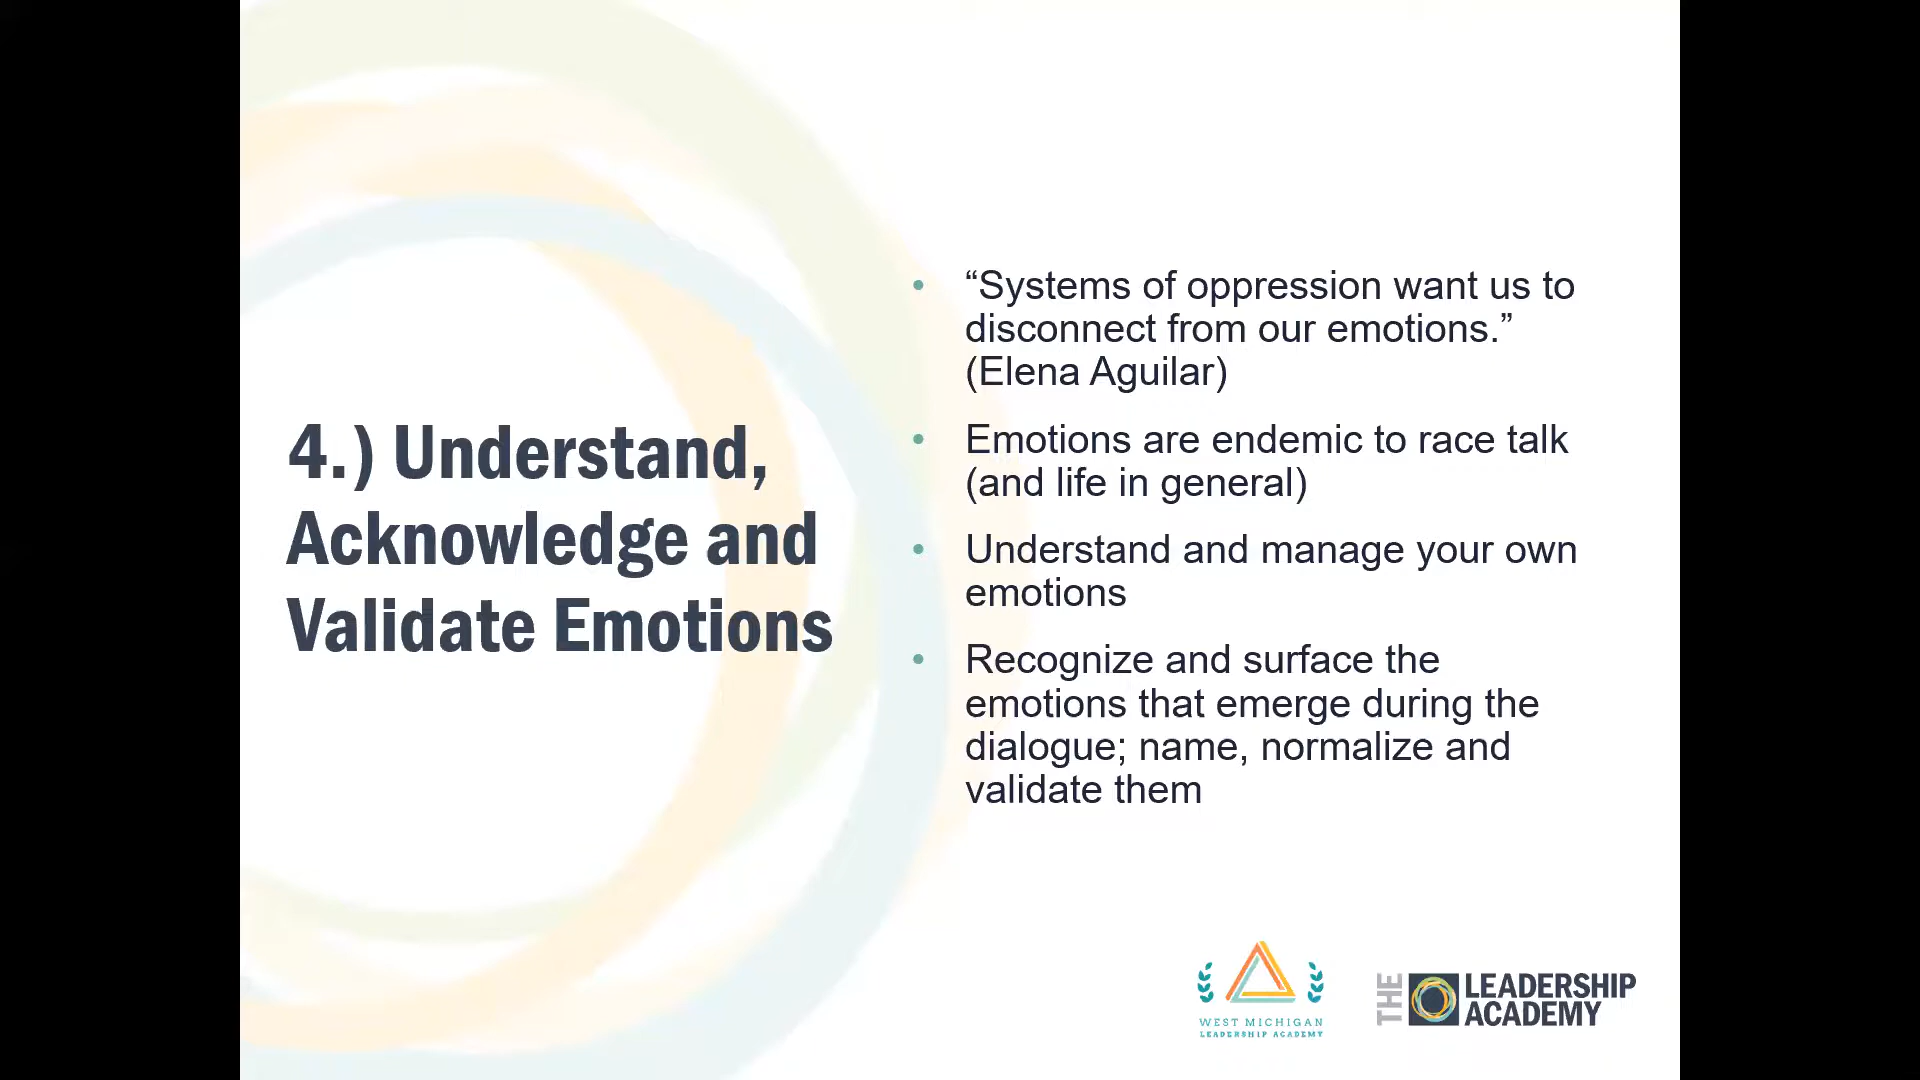 4.) Understand,
Acknowledge and
Validate Emotions
• “Systems of oppression want us to
disconnect from our emotions.”
(Elena Aguilar)
• Emotions are endemic to race talk
(and life in general)
• Understand and manage your own
emotions
• Recognize and surface the
emotions that emerge during the
dialogue; name, normalize and
validate them
WEST MICHIGAN
LEADERSHIP ACADEMY
THE LEADERSHIP
ACADEMY